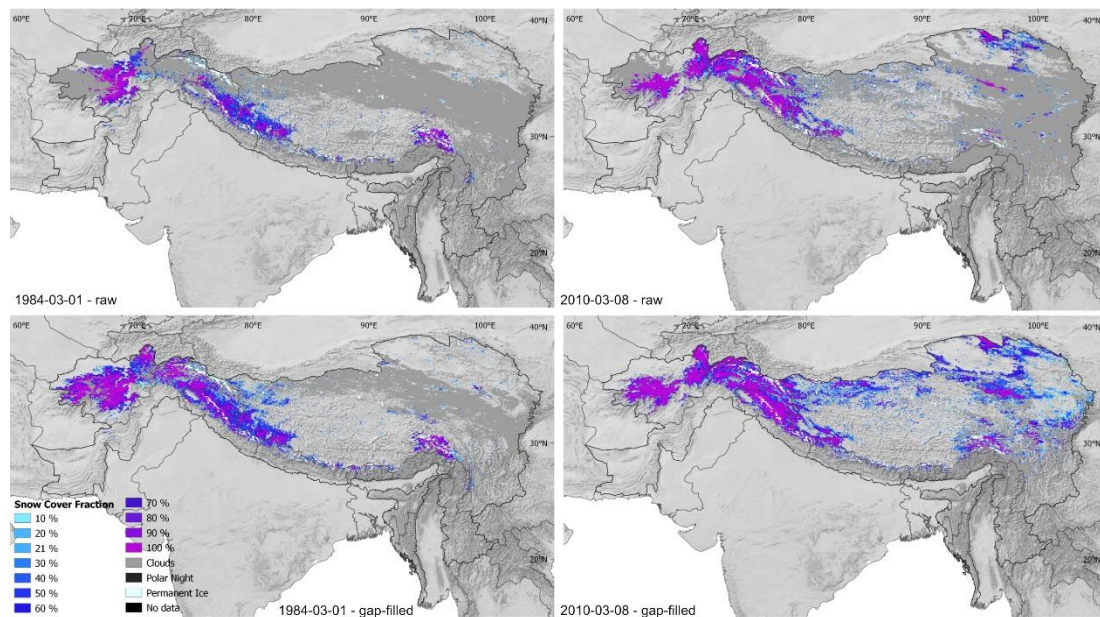 60°E 70°E 80°E 90°E 100°E 40°N
30°N
20°N
1984-03-01 - raw
60°E 70°E 80°E 90°E 100°E 40°N
30°N
20°N
2010-03-08 - raw
60°E 70°E 80°E 90°E 100°E 40°N
30°N
20°N
Snow Cover Fraction
10 %
20 %
21 %
30 %
40 %
50 %
60 %
70 %
80 %
90 %
100 %
Clouds
Polar Night
Permanent Ice
No data
1984-03-01 - gap-filled
60°E 70°E 80°E 90°E 100°E 40°N
30°N
20°N
2010-03-08 - gap-filled